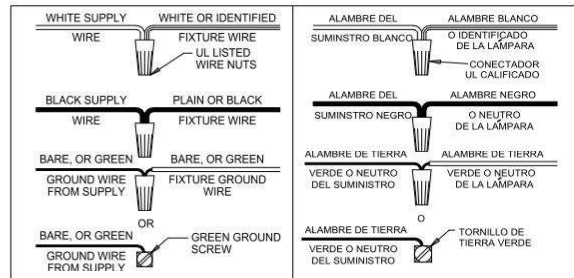 WHITE SUPPLY
WIRE
WHITE OR IDENTIFIED
FIXTURE WIRE
UL LISTED
WIRE NUTS
BLACK SUPPLY
WIRE
PLAIN OR BLACK
FIXTURE WIRE
BARE, OR GREEN
GROUND WIRE
FROM SUPPLY
BARE, OR GREEN
FIXTURE GROUND
WIRE
OR
BARE, OR GREEN
GROUND WIRE
FROM SUPPLY
GREEN GROUND
SCREW
ALAMBRE DEL
SUMINSTRO BLANCO
ALAMBRE BLANCO
O IDENTIFICADO
DE LA LÁMPARA
CONECTADOR
UL CALIFICADO
ALAMBRE DEL
SUMINSTRO NEGRO
ALAMBRE NEGRO
O NEUTRO
DE LA LÁMPARA
ALAMBRE DE TIERRA
VERDE O NEUTRO
DEL SUMINISTRO
ALAMBRE DE TIERRA
VERDE O NEUTRO
DE LA LÁMPARA
O
ALAMBRE DE TIERRA
VERDE O NEUTRO
DEL SUMINISTRO
TORNILLO DE
TIERRA VERDE